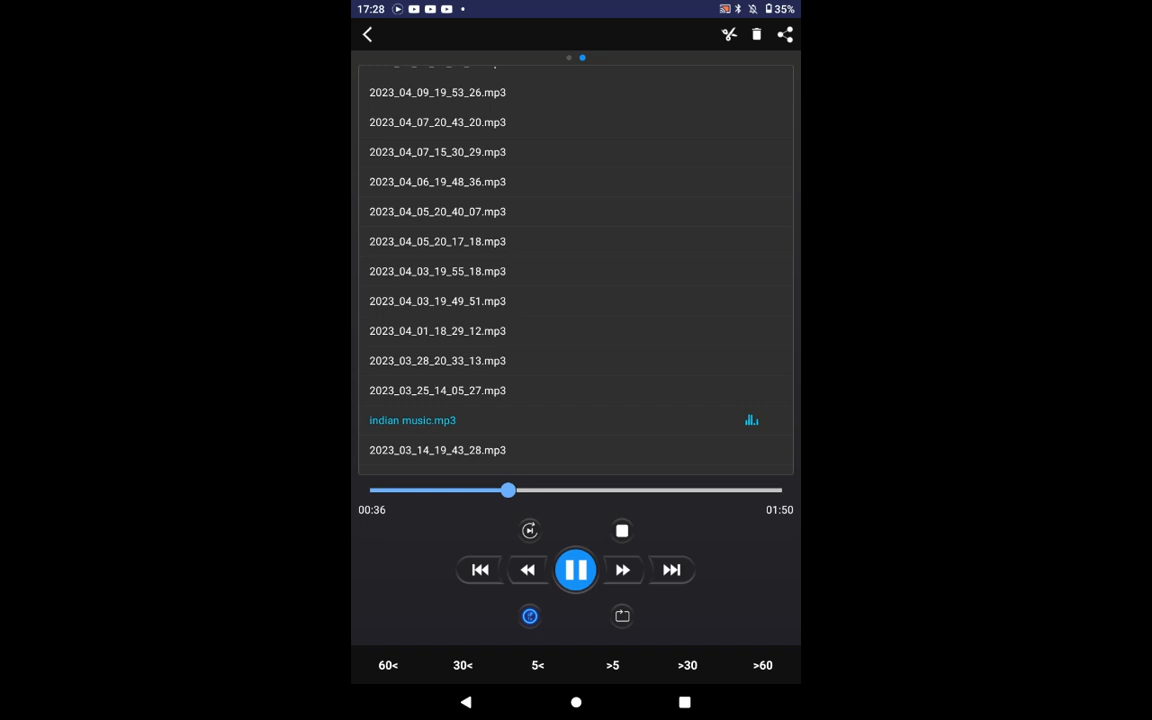 17:28
35%
2023_04_09_19_53_26.mp3
2023_04_07_20_43_20.mp3
2023_04_07_15_30_29.mp3
2023_04_06_19_48_36.mp3
2023_04_05_20_40_07.mp3
2023_04_05_20_17_18.mp3
2023_04_03_19_55_18.mp3
2023_04_03_19_49_51.mp3
2023_04_01_18_29_12.mp3
2023_03_28_20_33_13.mp3
2023_03_25_14_05_27.mp3
indian music.mp3
2023_03_14_19_43_28.mp3
00:36
01:50
60< 30< 5< >5 >30 >60